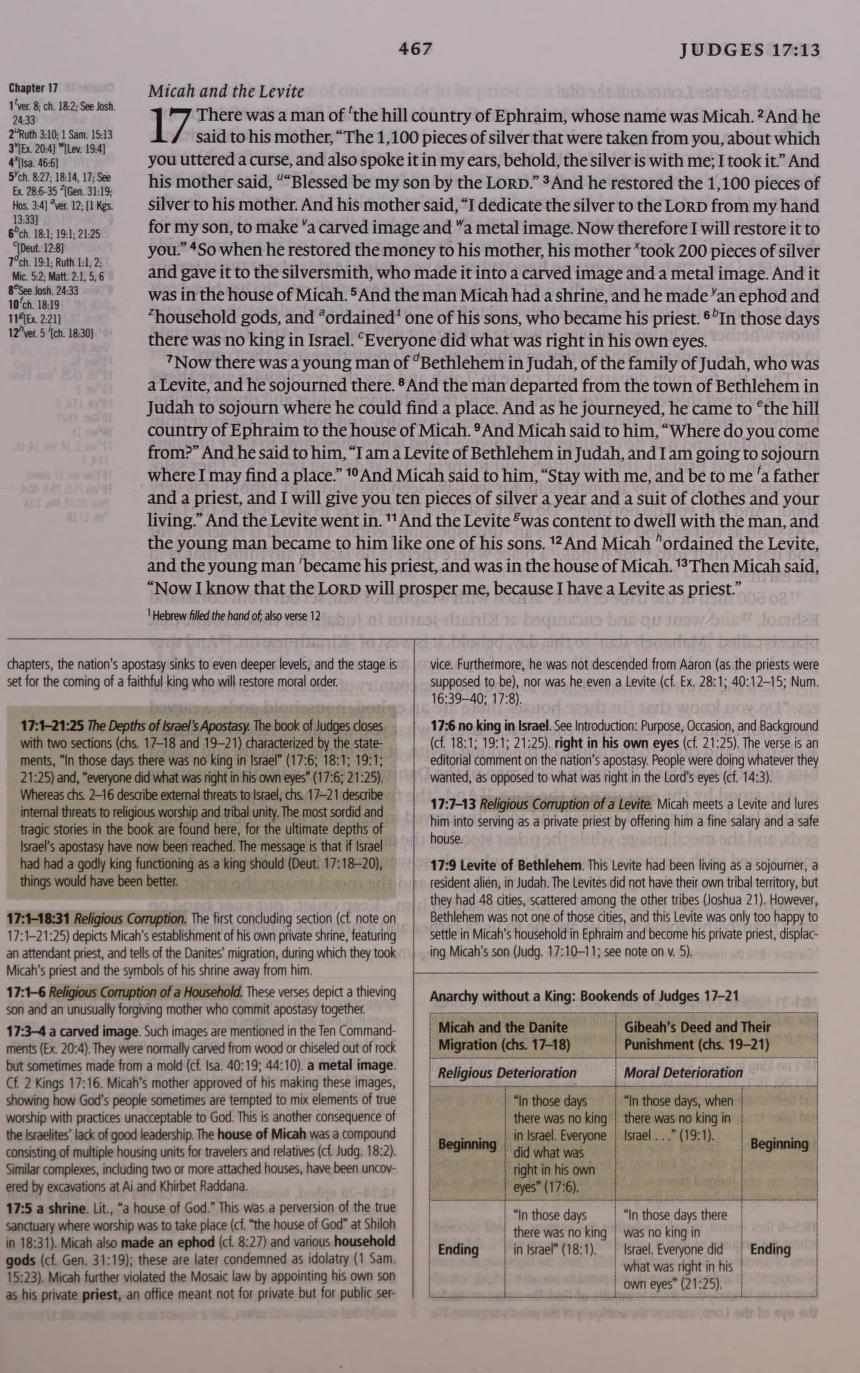 467
JUDGES 17:13
Chapter 17
1 ᵗver. 8; ch. 18:2; See Josh.
24:33
2 ᵘRuth 3:10; 1 Sam. 15:13
3 ᵛ[Ex. 20:4] ʷ[Lev. 19:4]
4 ˣ[Isa. 46:6]
5 ʸch. 8:27; 18:14, 17; See
Ex. 28:6-35 ᶻ[Gen. 31:19;
Hos. 3:4] ᵃver. 12; [1 Kgs.
13:33]
6 ᵇch. 18:1; 19:1; 21:25
ᶜ[Deut. 12:8]
7 ᵈch. 19:1; Ruth 1:1, 2;
Mic. 5:2; Matt. 2:1, 5, 6
8 ᵉSee Josh. 24:33
10 ᶠch. 18:19
11 ᵍ[Ex. 2:21]
12 ʰver. 5 ⁱ[ch. 18:30]
Micah and the Levite
17 There was a man of ᵗthe hill country of Ephraim, whose name was Micah. ²And he
said to his mother, “The 1,100 pieces of silver that were taken from you, about which
you uttered a curse, and also spoke it in my ears, behold, the silver is with me; I took it.” And
his mother said, ᵘ“Blessed be my son by the LORD.” ³And he restored the 1,100 pieces of
silver to his mother. And his mother said, “I dedicate the silver to the LORD from my hand
for my son, to make ᵛa carved image and ʷa metal image. Now therefore I will restore it to
you.” ⁴So when he restored the money to his mother, his mother ˣtook 200 pieces of silver
and gave it to the silversmith, who made it into a carved image and a metal image. And it
was in the house of Micah. ⁵And the man Micah had a shrine, and he made ʸan ephod and
ᶻhousehold gods, and ᵃordained¹ one of his sons, who became his priest. ⁶ ᵇIn those days
there was no king in Israel. ᶜEveryone did what was right in his own eyes.
⁷Now there was a young man of ᵈBethlehem in Judah, of the family of Judah, who was
a Levite, and he sojourned there. ⁸And the man departed from the town of Bethlehem in
Judah to sojourn where he could find a place. And as he journeyed, he came to ᵉthe hill
country of Ephraim to the house of Micah. ⁹And Micah said to him, “Where do you come
from?” And he said to him, “I am a Levite of Bethlehem in Judah, and I am going to sojourn
where I may find a place.” ¹⁰And Micah said to him, “Stay with me, and be to me ᶠa father
and a priest, and I will give you ten pieces of silver a year and a suit of clothes and your
living.” And the Levite went in. ¹¹And the Levite ᵍwas content to dwell with the man, and
the young man became to him like one of his sons. ¹²And Micah ʰordained the Levite,
and the young man ⁱbecame his priest, and was in the house of Micah. ¹³Then Micah said,
“Now I know that the LORD will prosper me, because I have a Levite as priest.”
¹ Hebrew filled the hand of; also verse 12
chapters, the nation's apostasy sinks to even deeper levels, and the stage is
set for the coming of a faithful king who will restore moral order.
17:1–21:25 The Depths of Israel's Apostasy. The book of Judges closes
with two sections (chs. 17–18 and 19–21) characterized by the state-
ments, “In those days there was no king in Israel” (17:6; 18:1; 19:1;
21:25) and, “everyone did what was right in his own eyes” (17:6; 21:25).
Whereas chs. 2–16 describe external threats to Israel, chs. 17–21 describe
internal threats to religious worship and tribal unity. The most sordid and
tragic stories in the book are found here, for the ultimate depths of
Israel's apostasy have now been reached. The message is that if Israel
had had a godly king functioning as a king should (Deut. 17:18–20),
things would have been better.
17:1–18:31 Religious Corruption. The first concluding section (cf. note on
17:1–21:25) depicts Micah's establishment of his own private shrine, featuring
an attendant priest, and tells of the Danites' migration, during which they took
Micah's priest and the symbols of his shrine away from him.
17:1–6 Religious Corruption of a Household. These verses depict a thieving
son and an unusually forgiving mother who commit apostasy together.
17:3–4 a carved image. Such images are mentioned in the Ten Command-
ments (Ex. 20:4). They were normally carved from wood or chiseled out of rock
but sometimes made from a mold (cf. Isa. 40:19; 44:10). a metal image.
Cf. 2 Kings 17:16. Micah's mother approved of his making these images,
showing how God's people sometimes are tempted to mix elements of true
worship with practices unacceptable to God. This is another consequence of
the Israelites' lack of good leadership. The house of Micah was a compound
consisting of multiple housing units for travelers and relatives (cf. Judg. 18:2).
Similar complexes, including two or more attached houses, have been uncov-
ered by excavations at Ai and Khirbet Raddana.
17:5 a shrine. Lit., “a house of God.” This was a perversion of the true
sanctuary where worship was to take place (cf. “the house of God” at Shiloh
in 18:31). Micah also made an ephod (cf. 8:27) and various household
gods (cf. Gen. 31:19); these are later condemned as idolatry (1 Sam.
15:23). Micah further violated the Mosaic law by appointing his own son
as his private priest, an office meant not for private but for public ser-
vice. Furthermore, he was not descended from Aaron (as the priests were
supposed to be), nor was he even a Levite (cf. Ex. 28:1; 40:12–15; Num.
16:39–40; 17:8).
17:6 no king in Israel. See Introduction: Purpose, Occasion, and Background
(cf. 18:1; 19:1; 21:25). right in his own eyes (cf. 21:25). The verse is an
editorial comment on the nation's apostasy. People were doing whatever they
wanted, as opposed to what was right in the Lord's eyes (cf. 14:3).
17:7–13 Religious Corruption of a Levite. Micah meets a Levite and lures
him into serving as a private priest by offering him a fine salary and a safe
house.
17:9 Levite of Bethlehem. This Levite had been living as a sojourner, a
resident alien, in Judah. The Levites did not have their own tribal territory, but
they had 48 cities, scattered among the other tribes (Joshua 21). However,
Bethlehem was not one of those cities, and this Levite was only too happy to
settle in Micah's household in Ephraim and become his private priest, displac-
ing Micah's son (Judg. 17:10–11; see note on v. 5).
Anarchy without a King: Bookends of Judges 17–21
Micah and the Danite
Migration (chs. 17–18)
Gibeah's Deed and Their
Punishment (chs. 19–21)
Religious Deterioration
Moral Deterioration
Beginning
“In those days
there was no king
in Israel. Everyone
did what was
right in his own
eyes” (17:6).
“In those days, when
there was no king in
Israel . . .” (19:1).
Beginning
Ending
“In those days
there was no king
in Israel” (18:1).
“In those days there
was no king in
Israel. Everyone did
what was right in his
own eyes” (21:25).
Ending